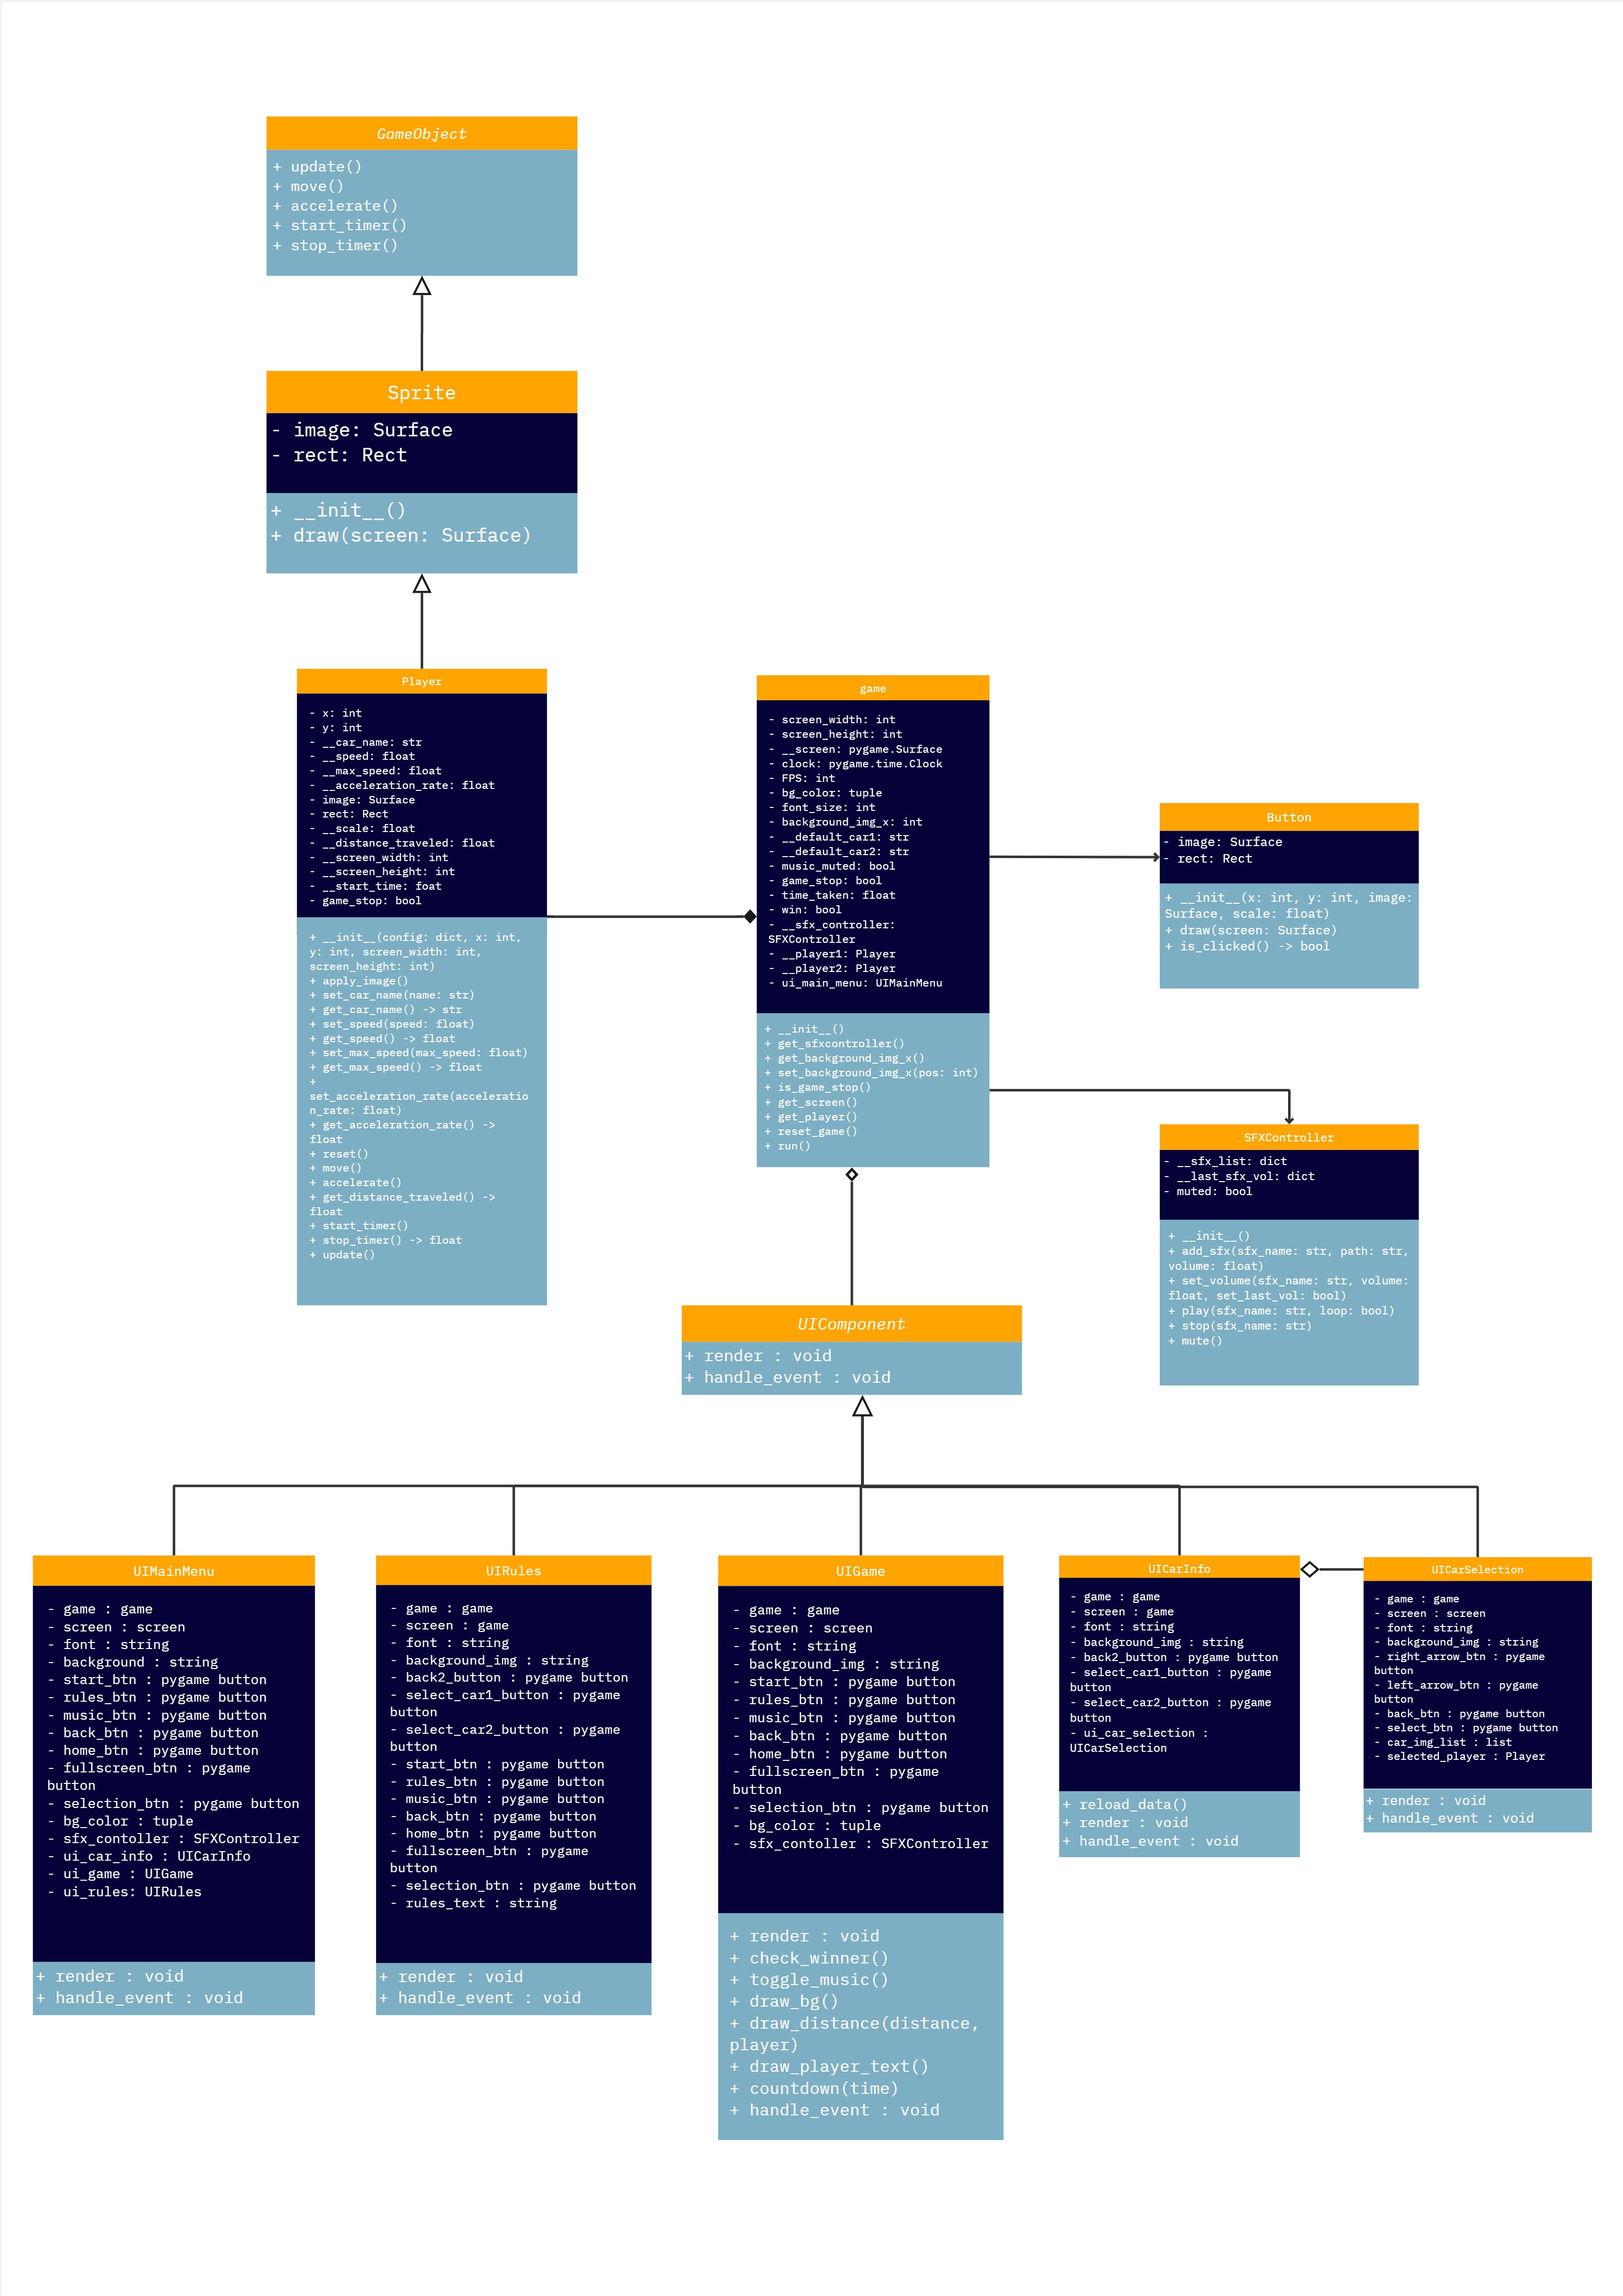 GameObject
+ update()
+ move()
+ accelerate()
+ start_timer()
+ stop_timer()
Sprite
- image: Surface
- rect: Rect
+ __init__()
+ draw(screen: Surface)
Player
- x: int
- y: int
- __car_name: str
- __speed: float
- __max_speed: float
- __acceleration_rate: float
- image: Surface
- rect: Rect
- __scale: float
- __distance_traveled: float
- __screen_width: int
- __screen_height: int
- __start_time: foat
- game_stop: bool
+ __init__(config: dict, x: int,
y: int, screen_width: int,
screen_height: int)
+ apply_image()
+ set_car_name(name: str)
+ get_car_name() -> str
+ set_speed(speed: float)
+ get_speed() -> float
+ set_max_speed(max_speed: float)
+ get_max_speed() -> float
+
set_acceleration_rate(acceleratio
n_rate: float)
+ get_acceleration_rate() ->
float
+ reset()
+ move()
+ accelerate()
+ get_distance_traveled() ->
float
+ start_timer()
+ stop_timer() -> float
+ update()
game
- screen_width: int
- screen_height: int
- __screen: pygame.Surface
- clock: pygame.time.Clock
- FPS: int
- bg_color: tuple
- font_size: int
- background_img_x: int
- __default_car1: str
- __default_car2: str
- music_muted: bool
- game_stop: bool
- time_taken: float
- win: bool
- __sfx_controller:
SFXController
- __player1: Player
- __player2: Player
- ui_main_menu: UIMainMenu
+ __init__()
+ get_sfxcontroller()
+ get_background_img_x()
+ set_background_img_x(pos: int)
+ is_game_stop()
+ get_screen()
+ get_player()
+ reset_game()
+ run()
Button
- image: Surface
- rect: Rect
+ __init__(x: int, y: int, image:
Surface, scale: float)
+ draw(screen: Surface)
+ is_clicked() -> bool
SFXController
- __sfx_list: dict
- __last_sfx_vol: dict
- muted: bool
+ __init__()
+ add_sfx(sfx_name: str, path: str,
volume: float)
+ set_volume(sfx_name: str, volume:
float, set_last_vol: bool)
+ play(sfx_name: str, loop: bool)
+ stop(sfx_name: str)
+ mute()
UIComponent
+ render : void
+ handle_event : void
UIMainMenu
- game : game
- screen : screen
- font : string
- background : string
- start_btn : pygame button
- rules_btn : pygame button
- music_btn : pygame button
- back_btn : pygame button
- home_btn : pygame button
- fullscreen_btn : pygame
button
- selection_btn : pygame button
- bg_color : tuple
- sfx_contoller : SFXController
- ui_car_info : UICarInfo
- ui_game : UIGame
- ui_rules: UIRules
+ render : void
+ handle_event : void
UIRules
- game : game
- screen : game
- font : string
- background_img : string
- back2_button : pygame button
- select_car1_button : pygame
button
- select_car2_button : pygame
button
- start_btn : pygame button
- rules_btn : pygame button
- music_btn : pygame button
- back_btn : pygame button
- home_btn : pygame button
- fullscreen_btn : pygame
button
- selection_btn : pygame button
- rules_text : string
+ render : void
+ handle_event : void
UIGame
- game : game
- screen : screen
- font : string
- background_img : string
- start_btn : pygame button
- rules_btn : pygame button
- music_btn : pygame button
- back_btn : pygame button
- home_btn : pygame button
- fullscreen_btn : pygame
button
- selection_btn : pygame button
- bg_color : tuple
- sfx_contoller : SFXController
+ render : void
+ check_winner()
+ toggle_music()
+ draw_bg()
+ draw_distance(distance,
player)
+ draw_player_text()
+ countdown(time)
+ handle_event : void
UICarInfo
- game : game
- screen : game
- font : string
- background_img : string
- back2_button : pygame button
- select_car1_button : pygame
button
- select_car2_button : pygame
button
- ui_car_selection :
UICarSelection
+ reload_data()
+ render : void
+ handle_event : void
UICarSelection
- game : game
- screen : screen
- font : string
- background_img : string
- right_arrow_btn : pygame
button
- left_arrow_btn : pygame
button
- back_btn : pygame button
- select_btn : pygame button
- car_img_list : list
- selected_player : Player
+ render : void
+ handle_event : void